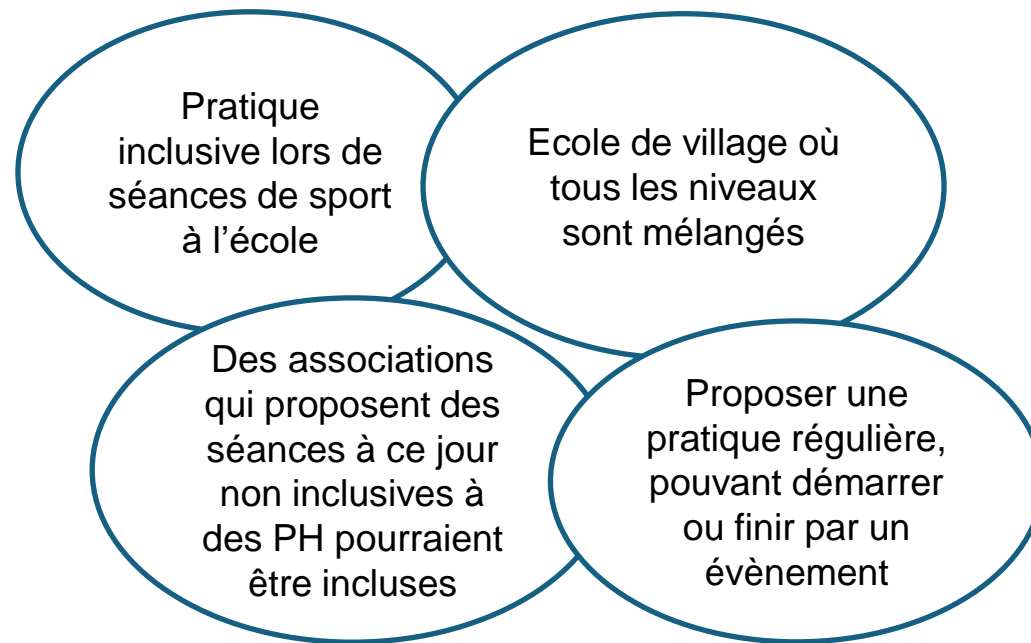 Pratique
inclusive lors de
séances de sport
à l’école
Ecole de village où
tous les niveaux
sont mélangés
Des associations
qui proposent des
séances à ce jour
non inclusives à
des PH pourraient
être incluses
Proposer une
pratique régulière,
pouvant démarrer
ou finir par un
évènement